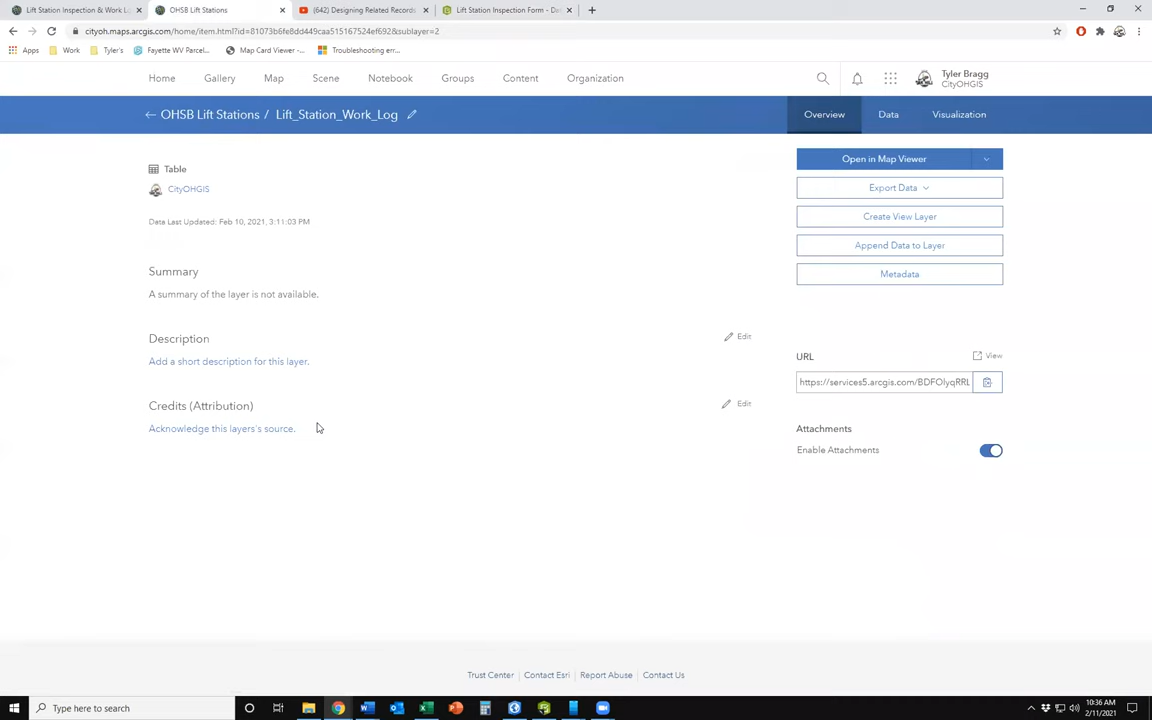 Lift Station Inspection & Work L
OHSB Lift Stations
(642) Designing Related Records
Lift Station Inspection Form - Da
cityoh.maps.arcgis.com/home/item.html?id=81073b6fe8dd449caa515167524ef692&sublayer=2
Apps
Work
Tyler's
Fayette WV Parcel...
Map Card Viewer -...
Troubleshooting err...
Home
Gallery
Map
Scene
Notebook
Groups
Content
Organization
Tyler Bragg
CityOHGIS
OHSB Lift Stations / Lift_Station_Work_Log
Overview
Data
Visualization
Table
CityOHGIS
Data Last Updated: Feb 10, 2021, 3:11:03 PM
Open in Map Viewer
Export Data
Create View Layer
Append Data to Layer
Metadata
Summary
A summary of the layer is not available.
Description
Edit
Add a short description for this layer.
URL
View
https://services5.arcgis.com/BDFOlyqRRL
Credits (Attribution)
Edit
Acknowledge this layers's source.
Attachments
Enable Attachments
Trust Center
Contact Esri
Report Abuse
Contact Us
Type here to search
10:36 AM
2/11/2021